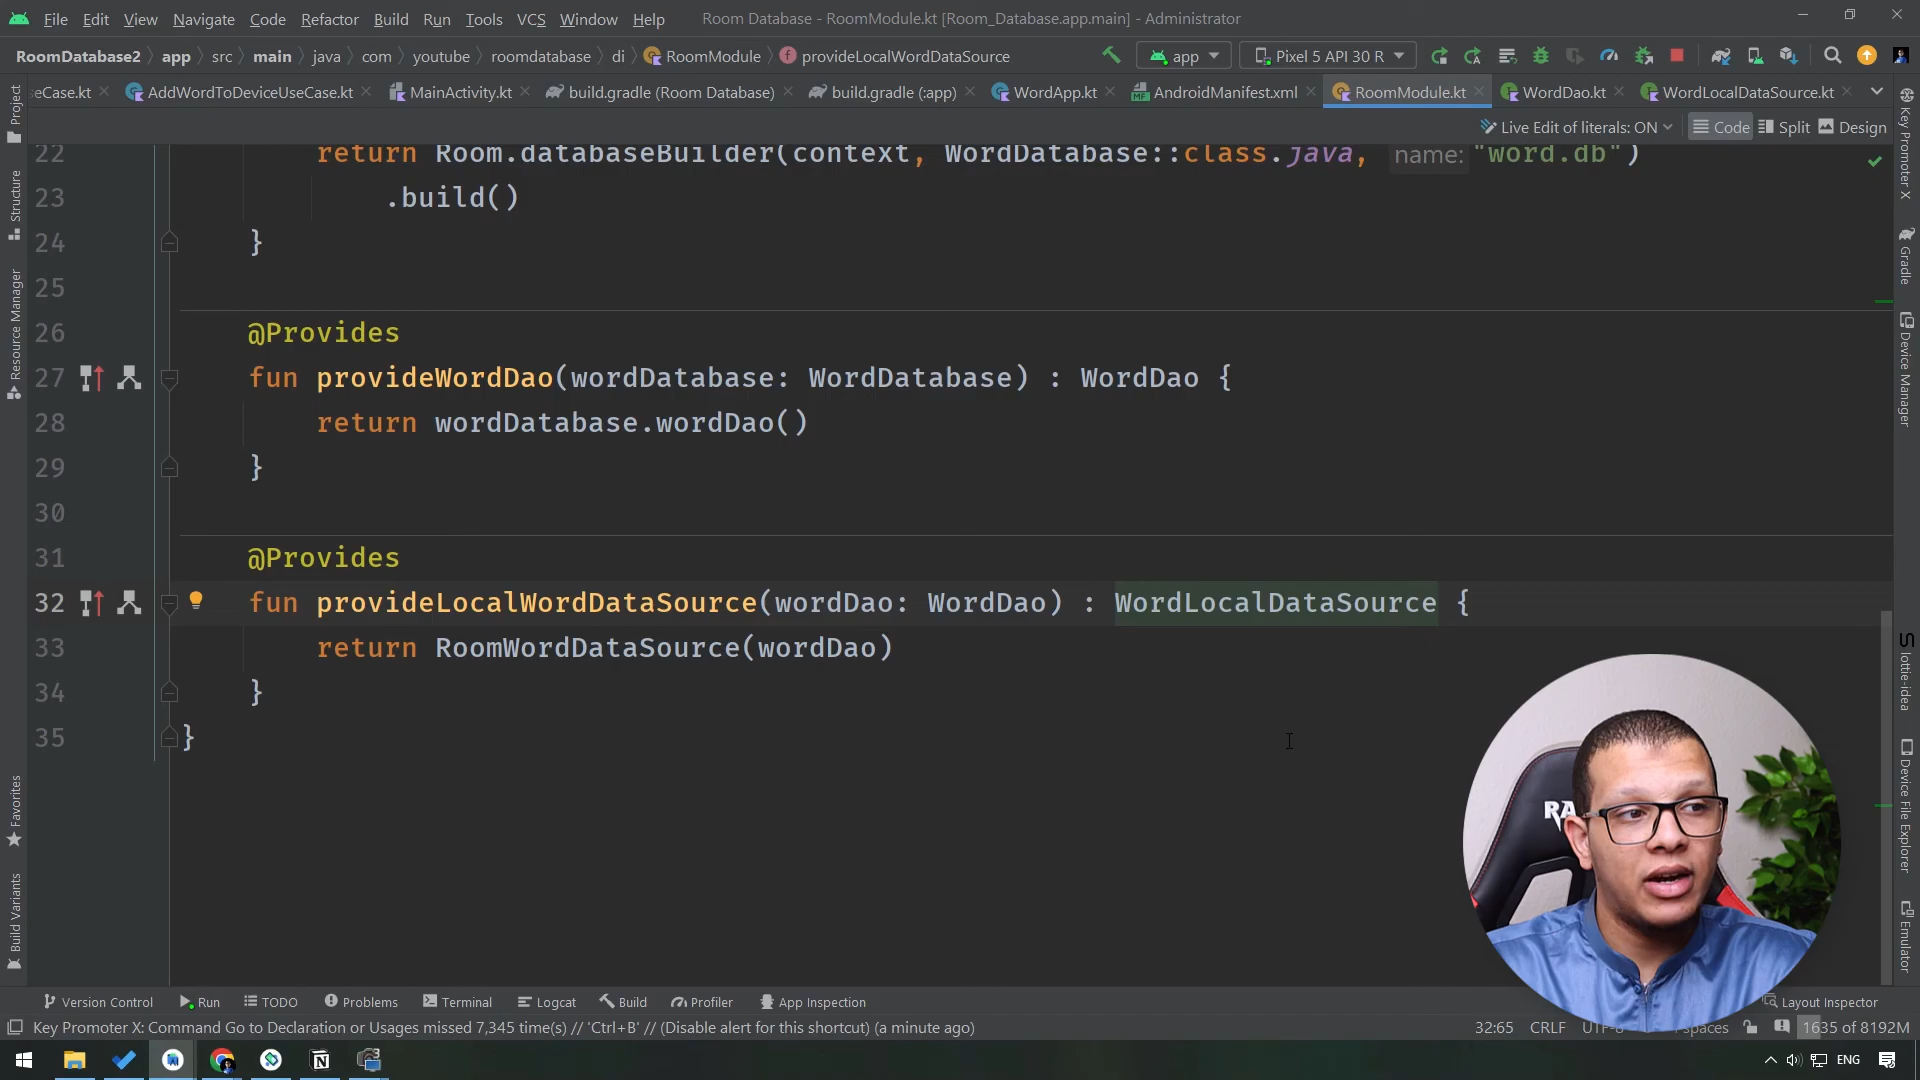 File Edit View Navigate Code Refactor Build Run Tools VCS Window Help Room Database - RoomModule.kt [Room_Database.app.main] - Administrator
RoomDatabase2 app src main java com youtube roomdatabase di RoomModule provideLocalWordDataSource app Pixel 5 API 30 R
eCase.kt AddWordToDeviceUseCase.kt MainActivity.kt build.gradle (Room Database) build.gradle (:app) WordApp.kt AndroidManifest.xml RoomModule.kt WordDao.kt WordLocalDataSource.kt
Live Edit of literals: ON Code Split Design
22 return Room.databaseBuilder(context, WordDatabase::class.java, name: "word.db")
23 .build()
24 }
25
26 @Provides
27 fun provideWordDao(wordDatabase: WordDatabase) : WordDao {
28 return wordDatabase.wordDao()
29 }
30
31 @Provides
32 fun provideLocalWordDataSource(wordDao: WordDao) : WordLocalDataSource {
33 return RoomWordDataSource(wordDao)
34 }
35 }
Project
Structure
Resource Manager
Favorites
Build Variants
Key Promoter X
Gradle
Device Manager
lottie-idea
Device File Explorer
Emulator
RA
Version Control Run TODO Problems Terminal Logcat Build Profiler App Inspection Layout Inspector
Key Promoter X: Command Go to Declaration or Usages missed 7,345 time(s) // 'Ctrl+B' // (Disable alert for this shortcut) (a minute ago) 32:65 CRLF spaces 1635 of 8192M
ENG